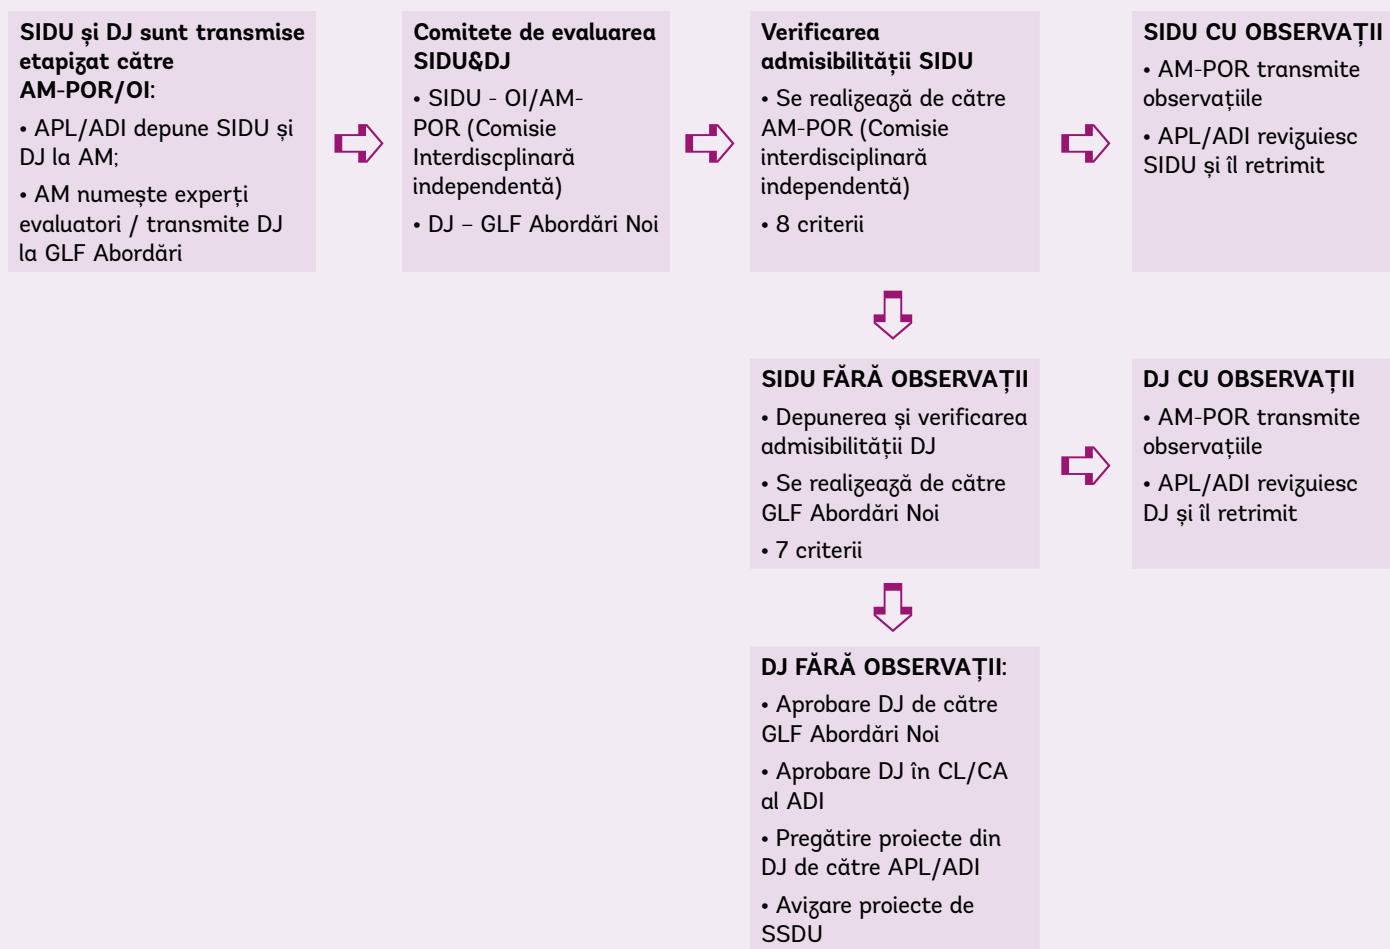 SIDU și DJ sunt transmise
etapizat către
AM-POR/OI:
• APL/ADI depune SIDU și
DJ la AM;
• AM numește experți
evaluatori / transmite DJ
la GLF Abordări
Comitete de evaluarea
SIDU&DJ
• SIDU - OI/AM-
POR (Comisie
Interdiscplinară
independentă)
• DJ – GLF Abordări Noi
Verificarea
admisibilității SIDU
• Se realizează de către
AM-POR (Comisie
interdisciplinară
independentă)
• 8 criterii
SIDU CU OBSERVAȚII
• AM-POR transmite
observațiile
• APL/ADI revizuiesc
SIDU și îl retrimit
SIDU FĂRĂ OBSERVAȚII
• Depunerea și verificarea
admisibilității DJ
• Se realizează de către
GLF Abordări Noi
• 7 criterii
DJ CU OBSERVAȚII
• AM-POR transmite
observațiile
• APL/ADI revizuiesc
DJ și îl retrimit
DJ FĂRĂ OBSERVAȚII:
• Aprobare DJ de către
GLF Abordări Noi
• Aprobare DJ în CL/CA
al ADI
• Pregătire proiecte din
DJ de către APL/ADI
• Avizare proiecte de
SSDU